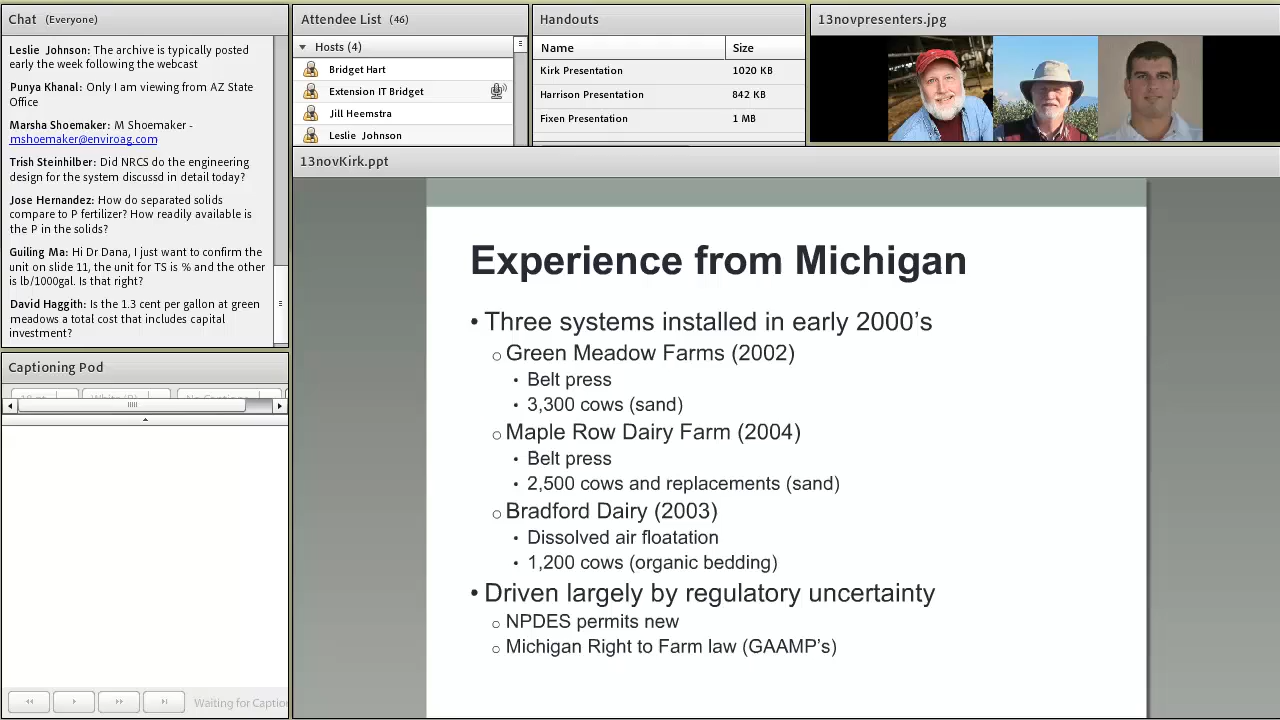 Chat (Everyone)
Leslie Johnson: The archive is typically posted
early the week following the webcast.
Punya Khanal: Only I am viewing from AZ State
Office
Marsha Shoemaker: M Shoemaker -
mshoemaker@enviroag.com
Trish Steinhilber: Did NRCS do the engineering
design for the system discussd in detail today?
Jose Hernandez: How do separated solids
compare to P fertilizer? How readily available is
the P in the solids?
Guiling Ma: Hi Dr Dana, I just want to confirm the
unit on slide 11, the unit for TS is % and the other
is lb/1000gal. Is that right?
David Haggith: Is the 1.3 cent per gallon at green
meadows a total cost that includes capital
investment?
Captioning Pod
Waiting for Captio
Attendee List (46)
Hosts (4)
Bridget Hart
Extension IT Bridget
Jill Heemstra
Leslie Johnson
Handouts
Name Size
Kirk Presentation 1020 KB
Harrison Presentation 842 KB
Fixen Presentation 1 MB
13novpresenters.jpg
13novKirk.ppt
Experience from Michigan
• Three systems installed in early 2000's
o Green Meadow Farms (2002)
• Belt press
• 3,300 cows (sand)
o Maple Row Dairy Farm (2004)
• Belt press
• 2,500 cows and replacements (sand)
o Bradford Dairy (2003)
• Dissolved air floatation
• 1,200 cows (organic bedding)
• Driven largely by regulatory uncertainty
o NPDES permits new
o Michigan Right to Farm law (GAAMP's)